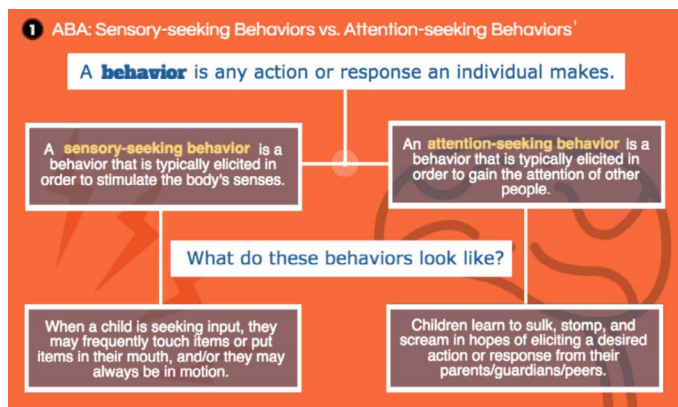 1 ABA: Sensory-seeking Behaviors vs. Attention-seeking Behaviors¹
A behavior is any action or response an individual makes.
A sensory-seeking behavior is a
behavior that is typically elicited in
order to stimulate the body's senses.
An attention-seeking behavior is a
behavior that is typically elicited in
order to gain the attention of other
people.
What do these behaviors look like?
When a child is seeking input, they
may frequently touch items or put
items in their mouth, and/or they may
always be in motion.
Children learn to sulk, stomp, and
scream in hopes of eliciting a desired
action or response from their
parents/guardians/peers.